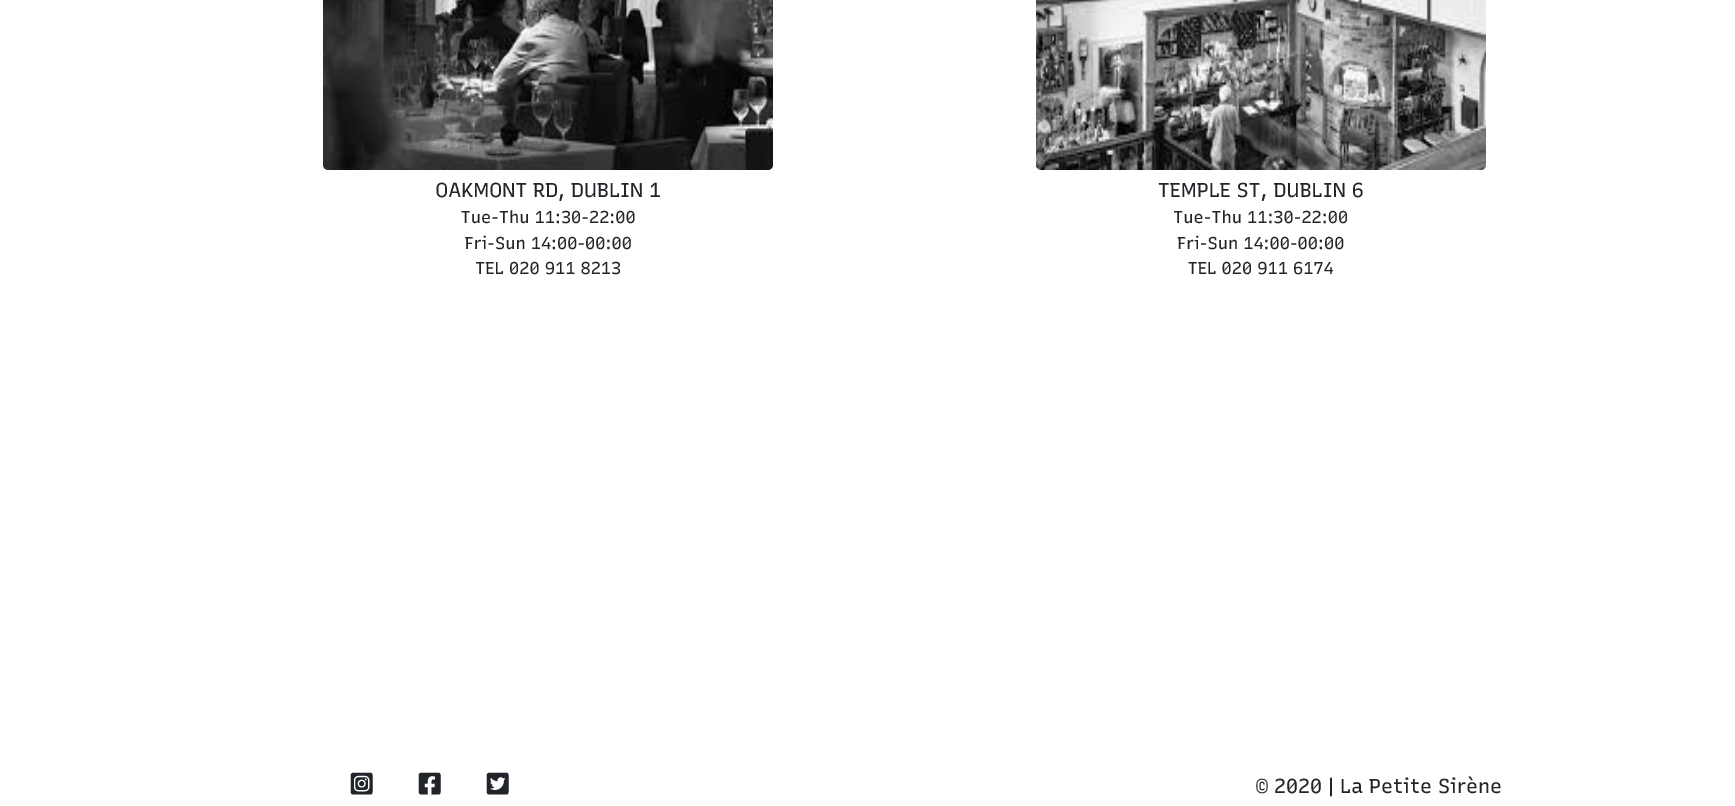 OAKMONT RD, DUBLIN 1
Tue-Thu 11:30-22:00
Fri-Sun 14:00-00:00
TEL 020 911 8213
TEMPLE ST, DUBLIN 6
Tue-Thu 11:30-22:00
Fri-Sun 14:00-00:00
TEL 020 911 6174
© 2020 | La Petite Sirène